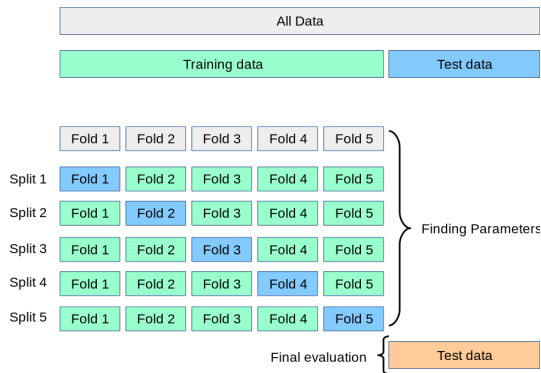 All Data
Training data Test data
Fold 1 Fold 2 Fold 3 Fold 4 Fold 5
Split 1 Fold 1 Fold 2 Fold 3 Fold 4 Fold 5
Split 2 Fold 1 Fold 2 Fold 3 Fold 4 Fold 5
Finding Parameters
Split 3 Fold 1 Fold 2 Fold 3 Fold 4 Fold 5
Split 4 Fold 1 Fold 2 Fold 3 Fold 4 Fold 5
Split 5 Fold 1 Fold 2 Fold 3 Fold 4 Fold 5
Final evaluation Test data